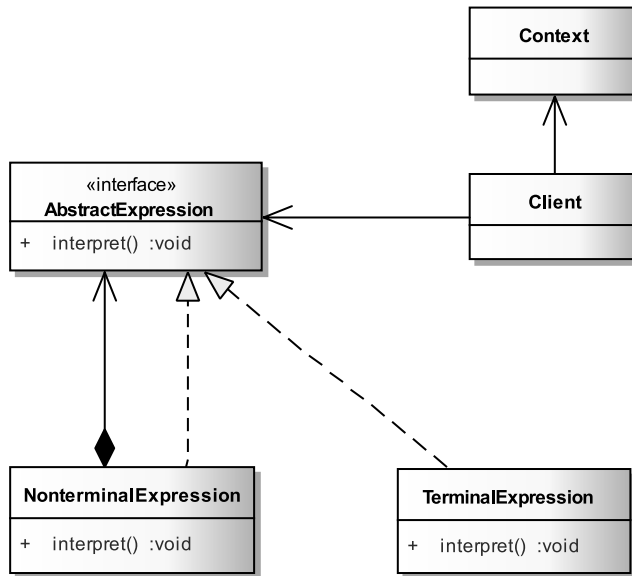 Context
Client
«interface»
AbstractExpression
+ interpret() :void
NonterminalExpression
+ interpret() :void
TerminalExpression
+ interpret() :void